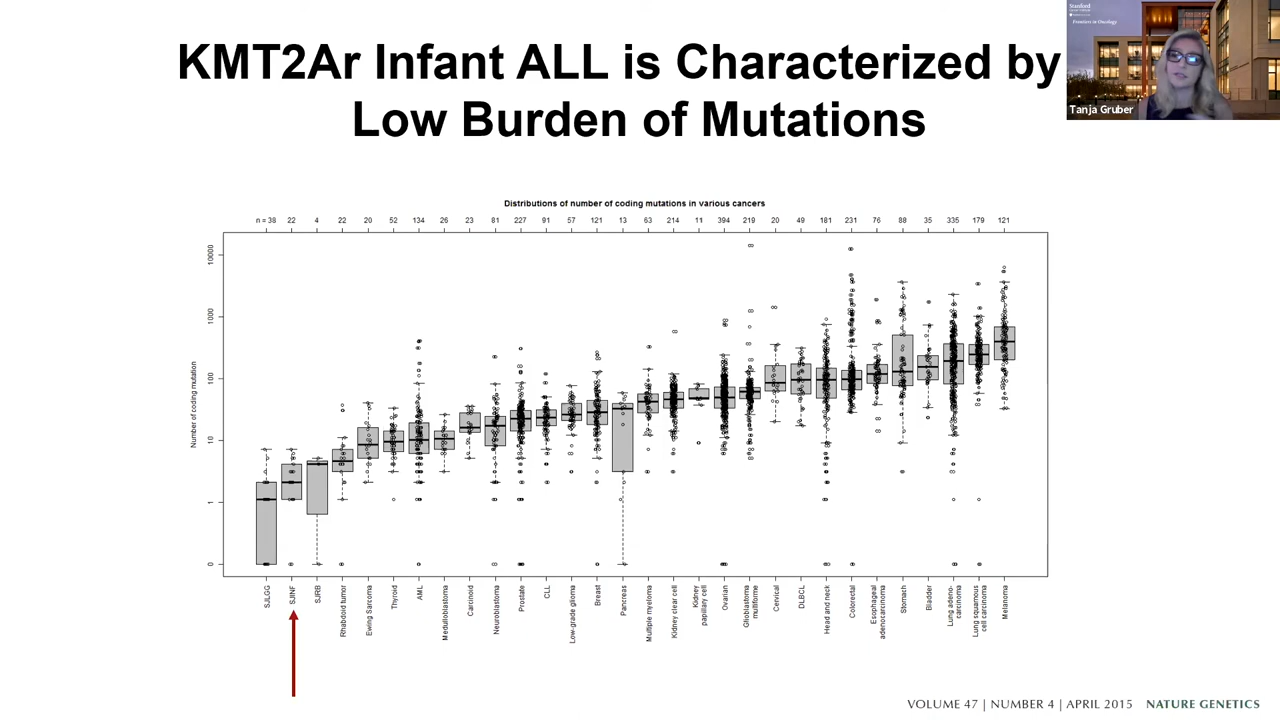 KMT2Ar Infant ALL is Characterized by
Low Burden of Mutations
Stanford
Frontiers in Oncology
Tanja Gruber
Distributions of number of coding mutations in various cancers
n = 38 22 4 22 20 52 134 26 23 81 227 91 57 121 13 63 214 11 394 219 20 49 181 231 76 88 35 335 179 121
Number of coding mutation
10000
1000
100
10
1
0
SJLGG
SJINF
SJRB
Rhabdoid tumor
Ewing Sarcoma
Thyroid
AML
Medulloblastoma
Carcinoid
Neuroblastoma
Prostate
CLL
Low-grade glioma
Breast
Pancreas
Multiple myeloma
Kidney clear cell
Kidney
papillary cell
Ovarian
Glioblastoma
multiforme
Cervical
DLBCL
Head and neck
Colorectal
Esophageal
adenocarcinoma
Stomach
Bladder
Lung adeno-
carcinoma
Lung squamous
cell carcinoma
Melanoma
VOLUME 47 | NUMBER 4 | APRIL 2015 NATURE GENETICS